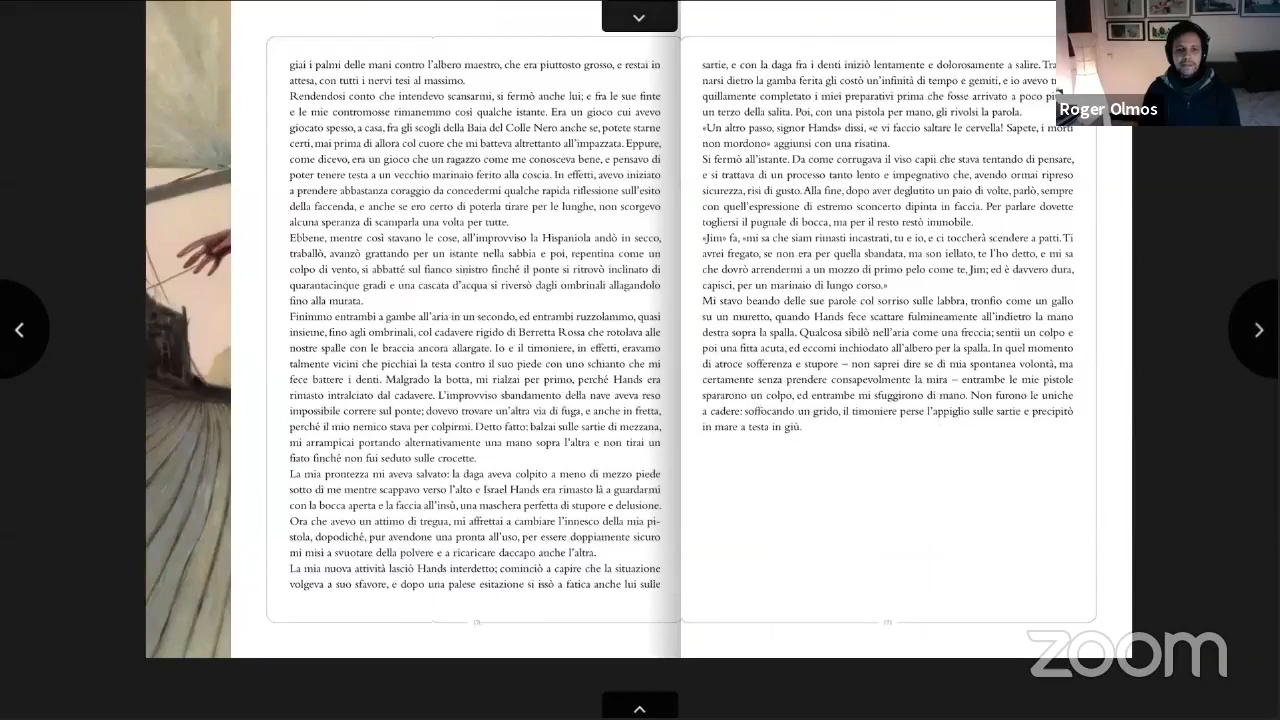 giai i palmi delle mani contro l'albero maestro, che era piuttosto grosso, e restai in
attesa, con tutti i nervi tesi al massimo.
Rendendosi conto che intendevo scansarmi, si fermò anche lui; e fra le sue finte
e le mie contromosse rimanemmo così qualche istante. Era un gioco cui avevo
giocato spesso, a casa, fra gli scogli della Baia del Colle Nero anche se, potete starne
certi, mai prima di allora col cuore che mi batteva altrettanto all'impazzata. Eppure,
come dicevo, era un gioco che un ragazzo come me conosceva bene, e pensavo di
poter tenere testa a un vecchio marinaio ferito alla coscia. In effetti, avevo iniziato
a prendere abbastanza coraggio da concedermi qualche rapida riflessione sull'esito
della faccenda, e anche se ero certo di poterla tirare per le lunghe, non scorgevo
alcuna speranza di scamparla una volta per tutte.
Ebbene, mentre così stavano le cose, all'improvviso la Hispaniola andò in secco,
traballò, avanzò grattando per un istante nella sabbia e poi, repentina come un
colpo di vento, si abbatté sul fianco sinistro finché il ponte si ritrovò inclinato di
quarantacinque gradi e una cascata d'acqua si riversò dagli ombrinali allagandolo
fino alla murata.
Finimmo entrambi a gambe all'aria in un secondo, ed entrambi ruzzolammo, quasi
insieme, fino agli ombrinali, col cadavere rigido di Berretta Rossa che rotolava alle
nostre spalle con le braccia ancora allargate. Io e il timoniere, in effetti, eravamo
talmente vicini che picchiai la testa contro il suo piede con uno schianto che mi
fece battere i denti. Malgrado la botta, mi rialzai per primo, perché Hands era
rimasto intralciato dal cadavere. L'improvviso sbandamento della nave aveva reso
impossibile correre sul ponte; dovevo trovare un'altra via di fuga, e anche in fretta,
perché il mio nemico stava per colpirmi. Detto fatto: balzai sulle sartie di mezzana,
mi arrampicai portando alternativamente una mano sopra l'altra e non tirai un
fiato finché non fui seduto sulle crocette.
La mia prontezza mi aveva salvato: la daga aveva colpito a meno di mezzo piede
sotto di me mentre scappavo verso l'alto e Israel Hands era rimasto là a guardarmi
con la bocca aperta e la faccia all'insù, una maschera perfetta di stupore e delusione.
Ora che avevo un attimo di tregua, mi affrettai a cambiare l'innesco della mia pi-
stola, dopodiché, pur avendone una pronta all'uso, per essere doppiamente sicuro
mi misi a svuotare della polvere e a ricaricare daccapo anche l'altra.
La mia nuova attività lasciò Hands interdetto; cominciò a capire che la situazione
volgeva a suo sfavore, e dopo una palese esitazione si issò a fatica anche lui sulle
sartie, e con la daga fra i denti iniziò lentamente e dolorosamente a salire.
narsi dietro la gamba ferita gli costò un'infinità di tempo e gemiti, e io avevo
quillamente completato i miei preparativi prima che fosse arrivato a poco
un terzo della salita. Poi, con una pistola per mano, gli rivolsi la parola.
«Un altro passo, signor Hands» dissi, «e vi faccio saltare le cervella! Sapete, i morti
non mordono» aggiunsi con una risatina.
Si fermò all'istante. Da come corrugava il viso capii che stava tentando di pensare,
e si trattava di un processo tanto lento e impegnativo che, avendo ormai ripreso
sicurezza, risi di gusto. Alla fine, dopo aver deglutito un paio di volte, parlò, sempre
con quell'espressione di estremo sconcerto dipinta in faccia. Per parlare dovette
togliersi il pugnale di bocca, ma per il resto restò immobile.
«Jim» fa, «mi sa che siam rimasti incastrati, tu e io, e ci toccherà scendere a patti. Ti
avrei fregato, se non era per quella sbandata, ma son iellato, te l'ho detto, e mi sa
che dovrò arrendermi a un mozzo di primo pelo come te, Jim; ed è davvero dura,
capisci, per un marinaio di lungo corso.»
Mi stavo beando delle sue parole col sorriso sulle labbra, tronfio come un gallo
su un muretto, quando Hands fece scattare fulmineamente all'indietro la mano
destra sopra la spalla. Qualcosa sibilò nell'aria come una freccia; sentii un colpo e
poi una fitta acuta, ed eccomi inchiodato all'albero per la spalla. In quel momento
di atroce sofferenza e stupore – non saprei dire se di mia spontanea volontà, ma
certamente senza prendere consapevolmente la mira – entrambe le mie pistole
spararono un colpo, ed entrambe mi sfuggirono di mano. Non furono le uniche
a cadere: soffocando un grido, il timoniere perse l'appiglio sulle sartie e precipitò
in mare a testa in giù.
Roger Olmos
zoom